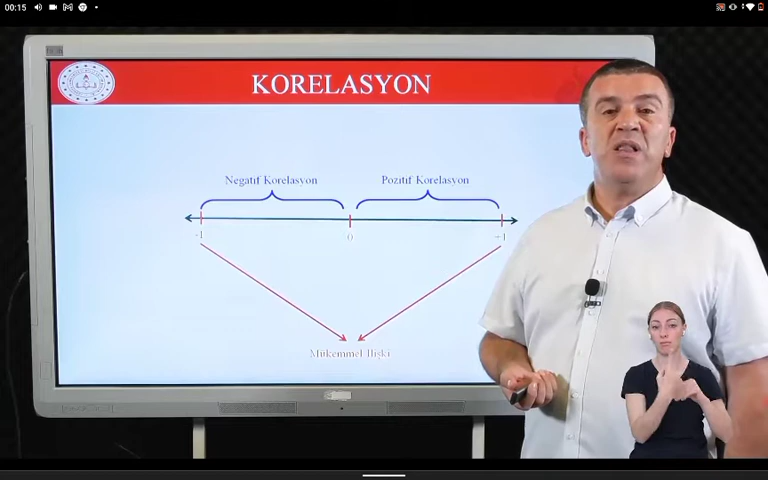 00:15
KORELASYON
Negatif Korelasyon
Pozitif Korelasyon
-1
0
+1
Mükemmel İlişki